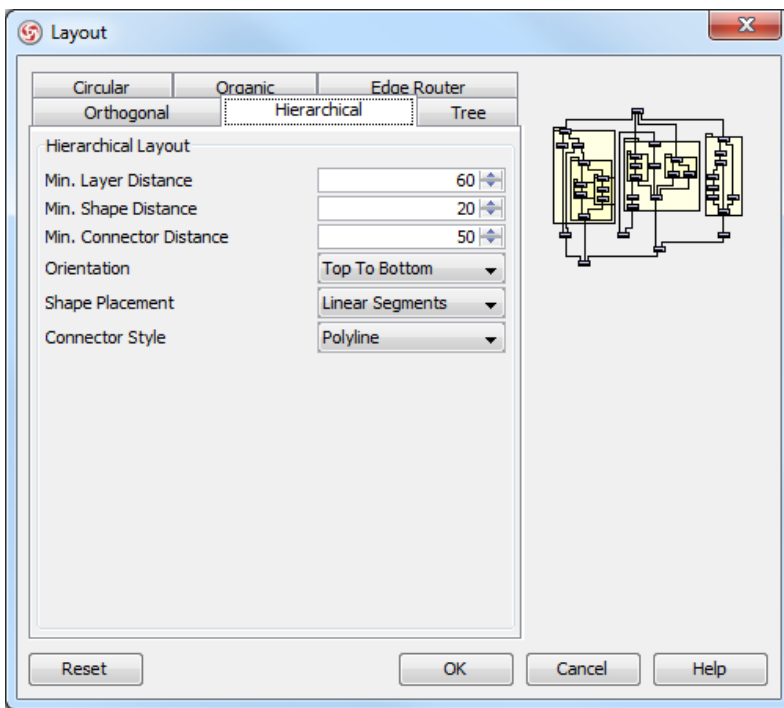 Layout
Circular Organic Edge Router
Orthogonal Hierarchical Tree
Hierarchical Layout
Min. Layer Distance 60
Min. Shape Distance 20
Min. Connector Distance 50
Orientation Top To Bottom
Shape Placement Linear Segments
Connector Style Polyline
Reset OK Cancel Help